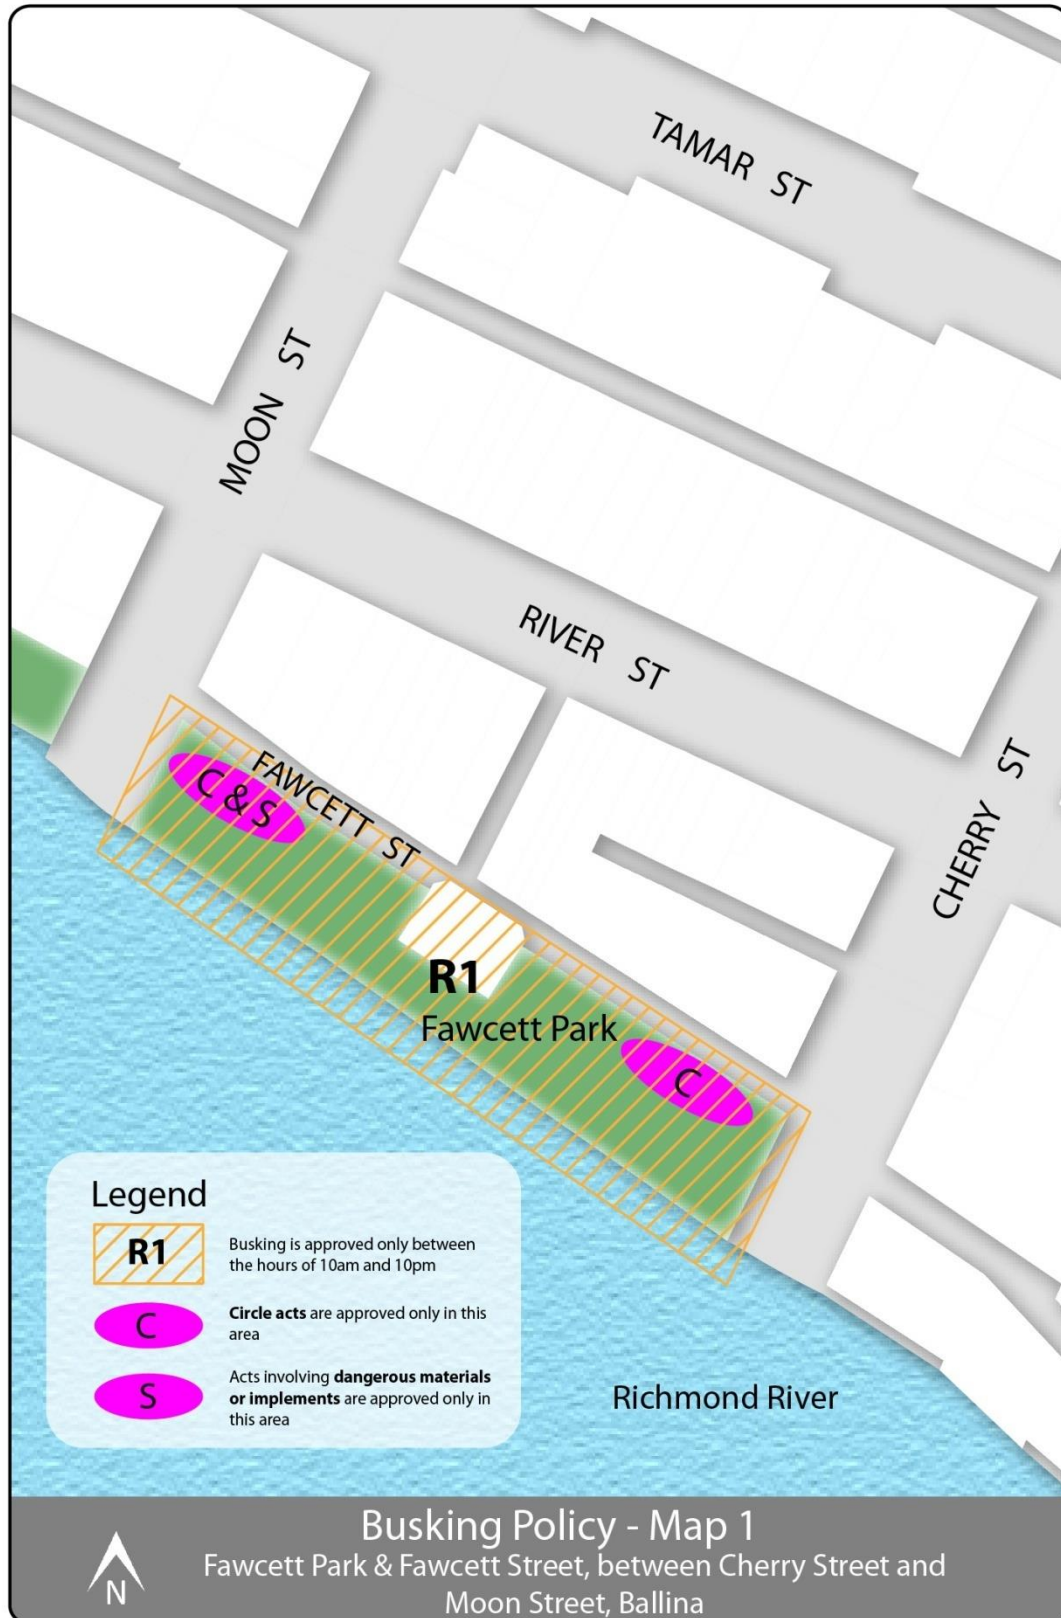 TAMAR ST
MOON ST
RIVER ST
CHERRY ST
FAWCETT ST
C & S
R1
Fawcett Park
C
Legend
R1
Busking is approved only between
the hours of 10am and 10pm
C
Circle acts are approved only in this
area
S
Acts involving dangerous materials
or implements are approved only in
this area
Richmond River
Busking Policy - Map 1
Fawcett Park & Fawcett Street, between Cherry Street and
Moon Street, Ballina
N